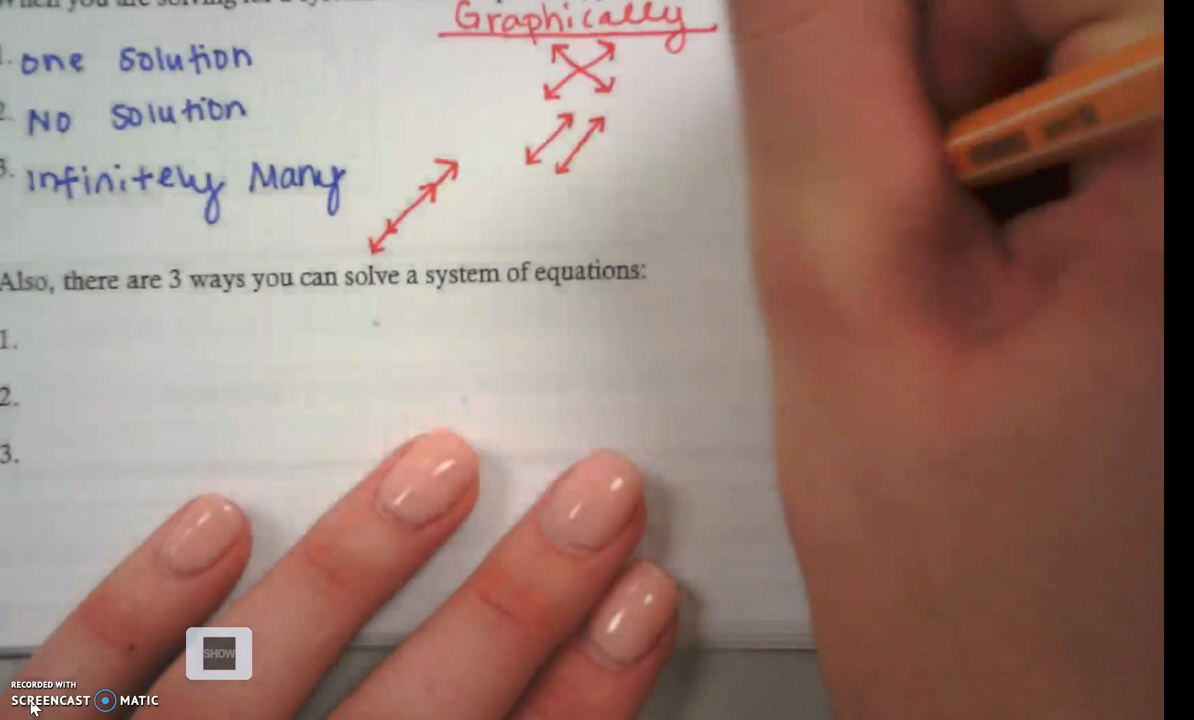 Graphically
1. one solution
2. NO solution
3. Infinitely Many
Also, there are 3 ways you can solve a system of equations:
1.
2.
3.
SHOW
RECORDED WITH
SCREENCAST MATIC